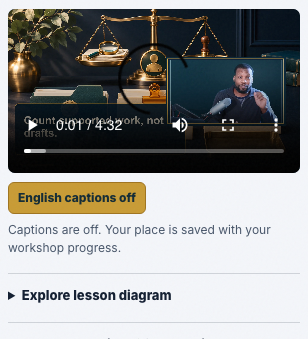 Count supported work, not
drafts.
0:01 / 4:32
English captions off
Captions are off. Your place is saved with your
workshop progress.
Explore lesson diagram